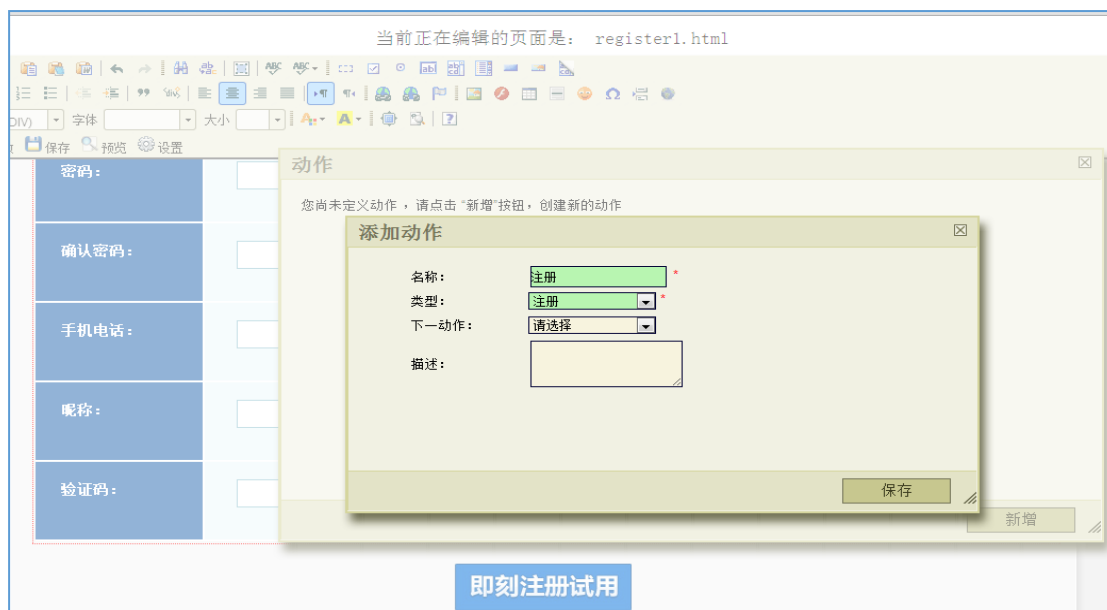 当前正在编辑的页面是： register1.html
ABC ABC
ab
DIV) 字体 大小
保存 预览 设置
密码：
动作
您尚未定义动作，请点击 “新增”按钮，创建新的动作
添加动作
确认密码：
名称： 注册 *
类型： 注册 *
手机电话：
下一动作： 请选择
描述：
昵称：
验证码：
保存
新增
即刻注册试用